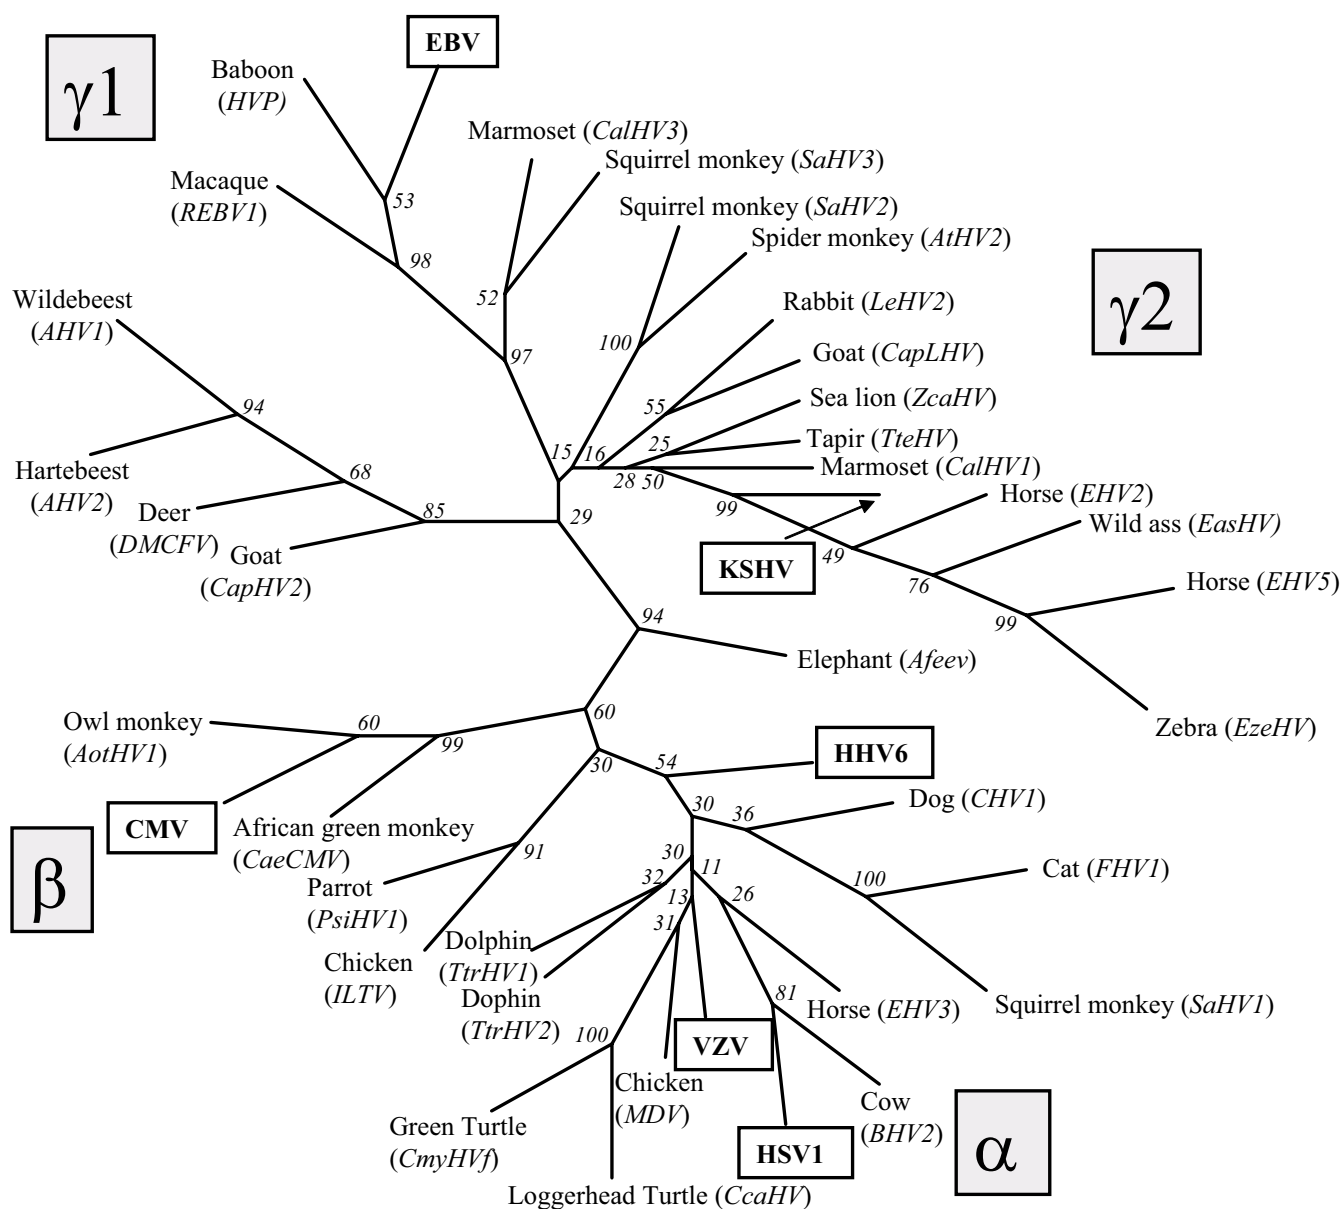 EBV
γ1
Baboon
(HVP)
Marmoset (CalHV3)
Squirrel monkey (SaHV3)
Macaque
(REBV1)
53
Squirrel monkey (SaHV2)
Spider monkey (AtHV2)
98
γ2
Wildebeest
(AHV1)
52
Rabbit (LeHV2)
100
97
Goat (CapLHV)
94
55
Sea lion (ZcaHV)
25
Tapir (TteHV)
15
16
Marmoset (CalHV1)
Hartebeest
(AHV2)
68
28
50
Horse (EHV2)
Deer
(DMCFV)
85
29
99
Wild ass (EasHV)
Goat
(CapHV2)
KSHV
49
76
Horse (EHV5)
94
99
Elephant (Afeev)
Owl monkey
(AotHV1)
60
99
60
Zebra (EzeHV)
30
54
HHV6
CMV
African green monkey
(CaeCMV)
30
36
Dog (CHV1)
β
91
30
11
Cat (FHV1)
100
Parrot
(PsiHV1)
32
13
26
31
Dolphin
(TtrHV1)
Chicken
(ILTV)
Dophin
(TtrHV2)
81
Horse (EHV3)
Squirrel monkey (SaHV1)
100
VZV
Chicken
(MDV)
Cow
(BHV2)
Green Turtle
(CmyHVf)
HSV1
α
Loggerhead Turtle (CcaHV)